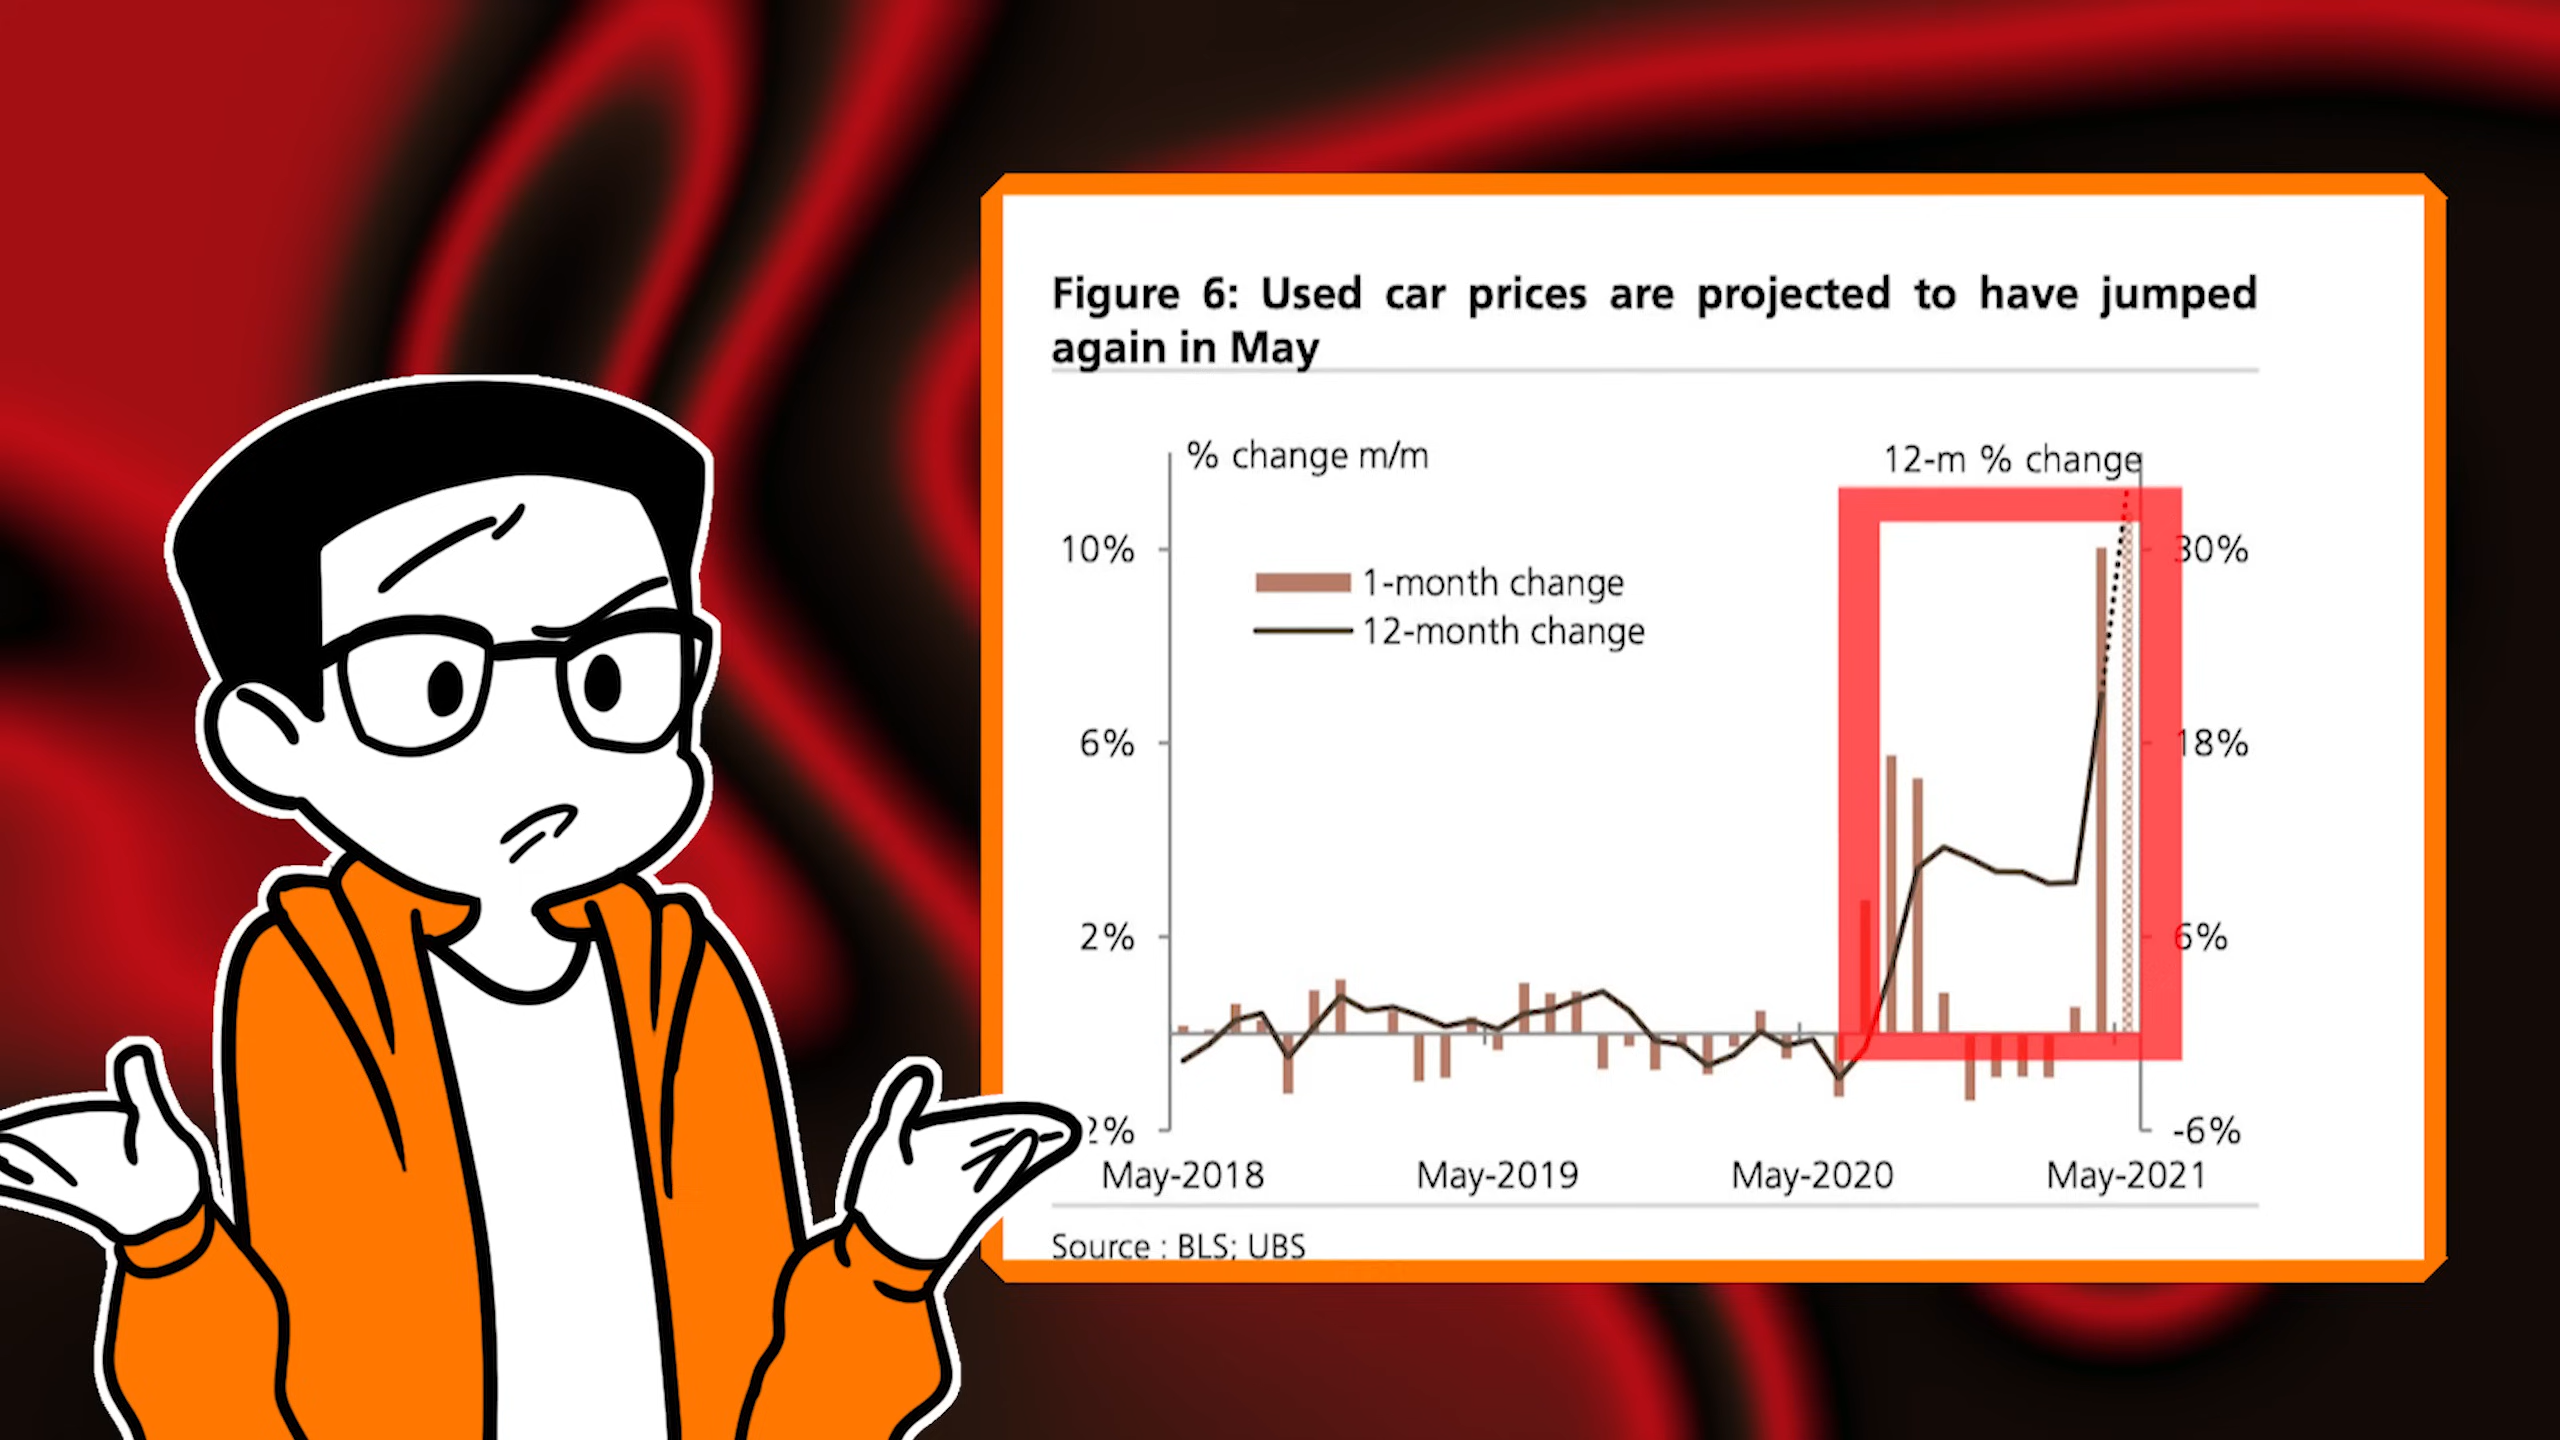 Figure 6: Used car prices are projected to have jumped
again in May
% change m/m
12-m % change
10%
30%
1-month change
12-month change
6%
18%
2%
6%
2%
-6%
May-2018 May-2019 May-2020 May-2021
Source : BLS; UBS